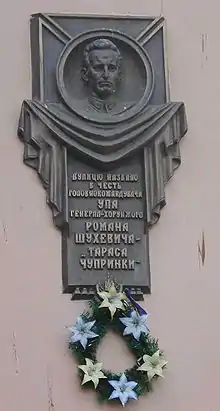 ВУЛИЦЮ НАЗВАНО
В ЧЕСТЬ
ГОЛОВНОКОМАНДУВАЧА
УПА
ГЕНЕРАЛ-ХОРУНЖОГО
РОМАНА
ШУХЕВИЧА-
„ТАРАСА
ЧУПРИНКИ"